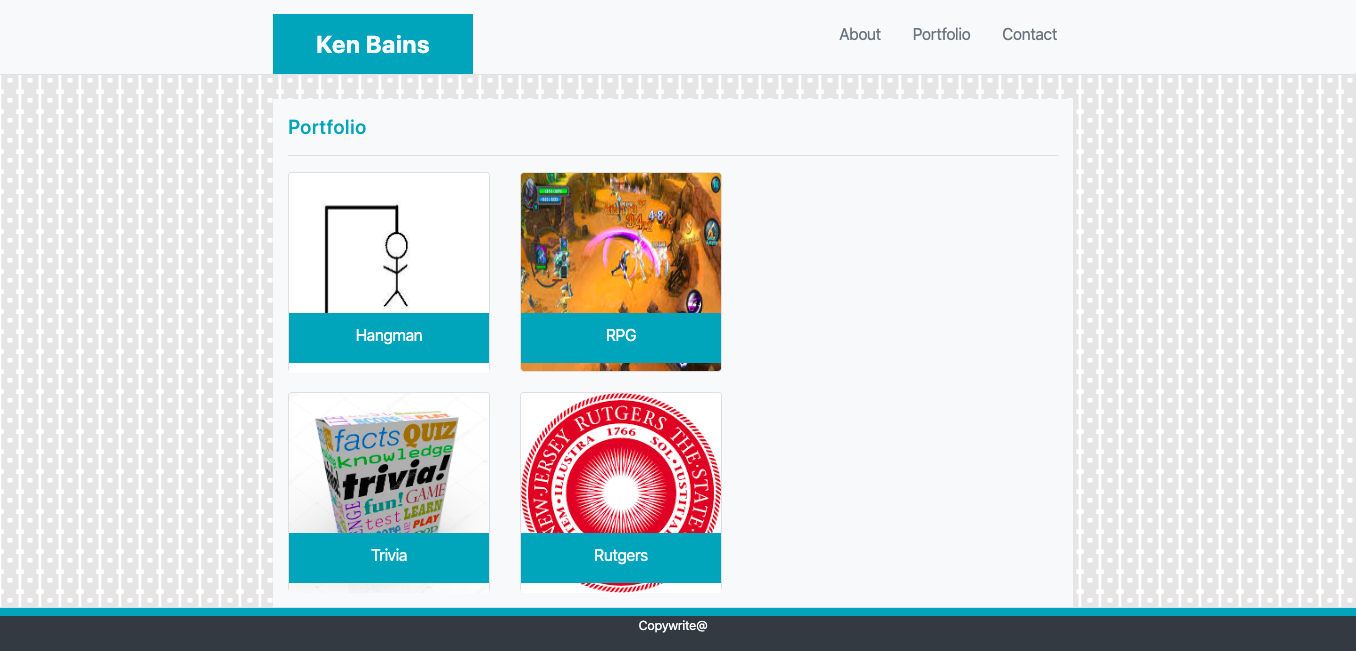 Ken Bains
About Portfolio Contact
Portfolio
Hangman
RPG
facts QUIZ
knowledge
trivia!
fun! GAME
test LEARN
PLAY
Trivia
NEW JERSEY RUTGERS THE STATE
ILLUSTRA 1766 SOL IUSTITIA
Rutgers
Copywrite@